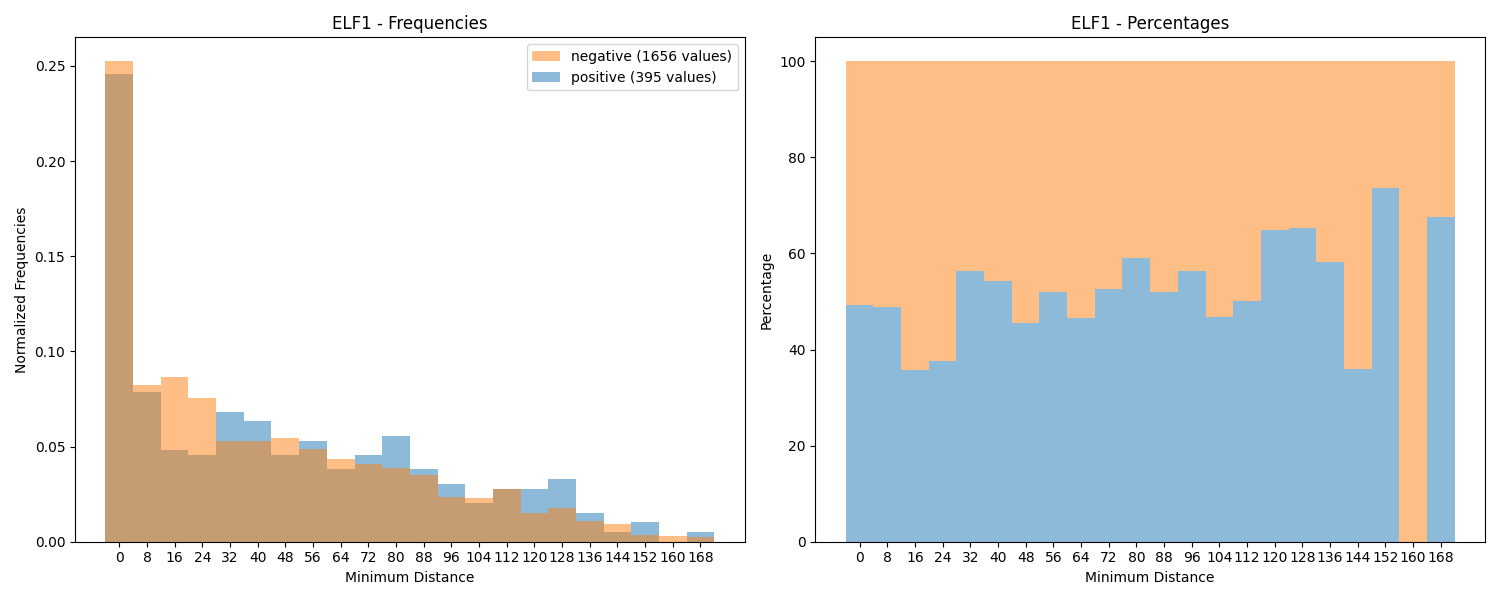 ELF1 - Frequencies
negative (1656 values)
positive (395 values)
0.25
0.20
0.15
0.10
0.05
0.00
Normalized Frequencies
0 8 16 24 32 40 48 56 64 72 80 88 96 104 112 120 128 136 144 152 160 168
Minimum Distance
ELF1 - Percentages
100
80
60
40
20
0
Percentage
0 8 16 24 32 40 48 56 64 72 80 88 96 104 112 120 128 136 144 152 160 168
Minimum Distance